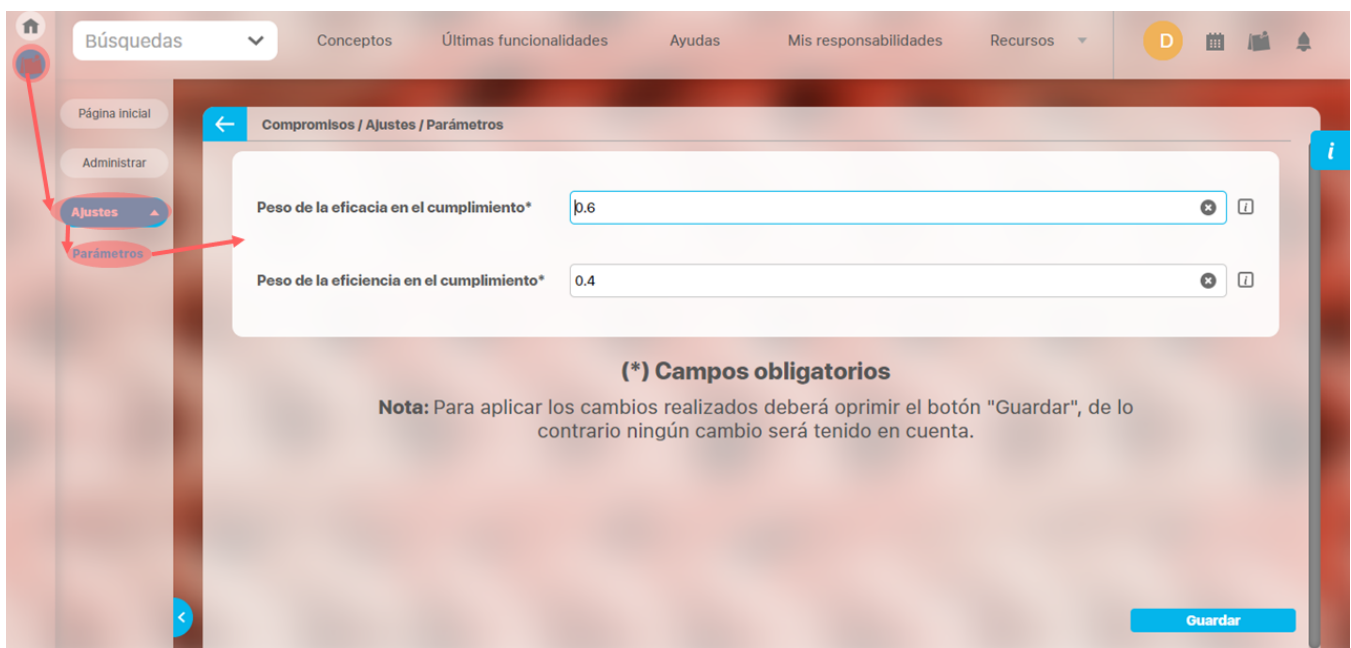 Búsquedas
Conceptos
Últimas funcionalidades
Ayudas
Mis responsabilidades
Recursos
D
Página inicial
Administrar
Ajustes
Parámetros
Compromisos / Ajustes / Parámetros
i
Peso de la eficacia en el cumplimiento*
0.6
i
Peso de la eficiencia en el cumplimiento*
0.4
i
(*) Campos obligatorios
Nota: Para aplicar los cambios realizados deberá oprimir el botón "Guardar", de lo
contrario ningún cambio será tenido en cuenta.
Guardar